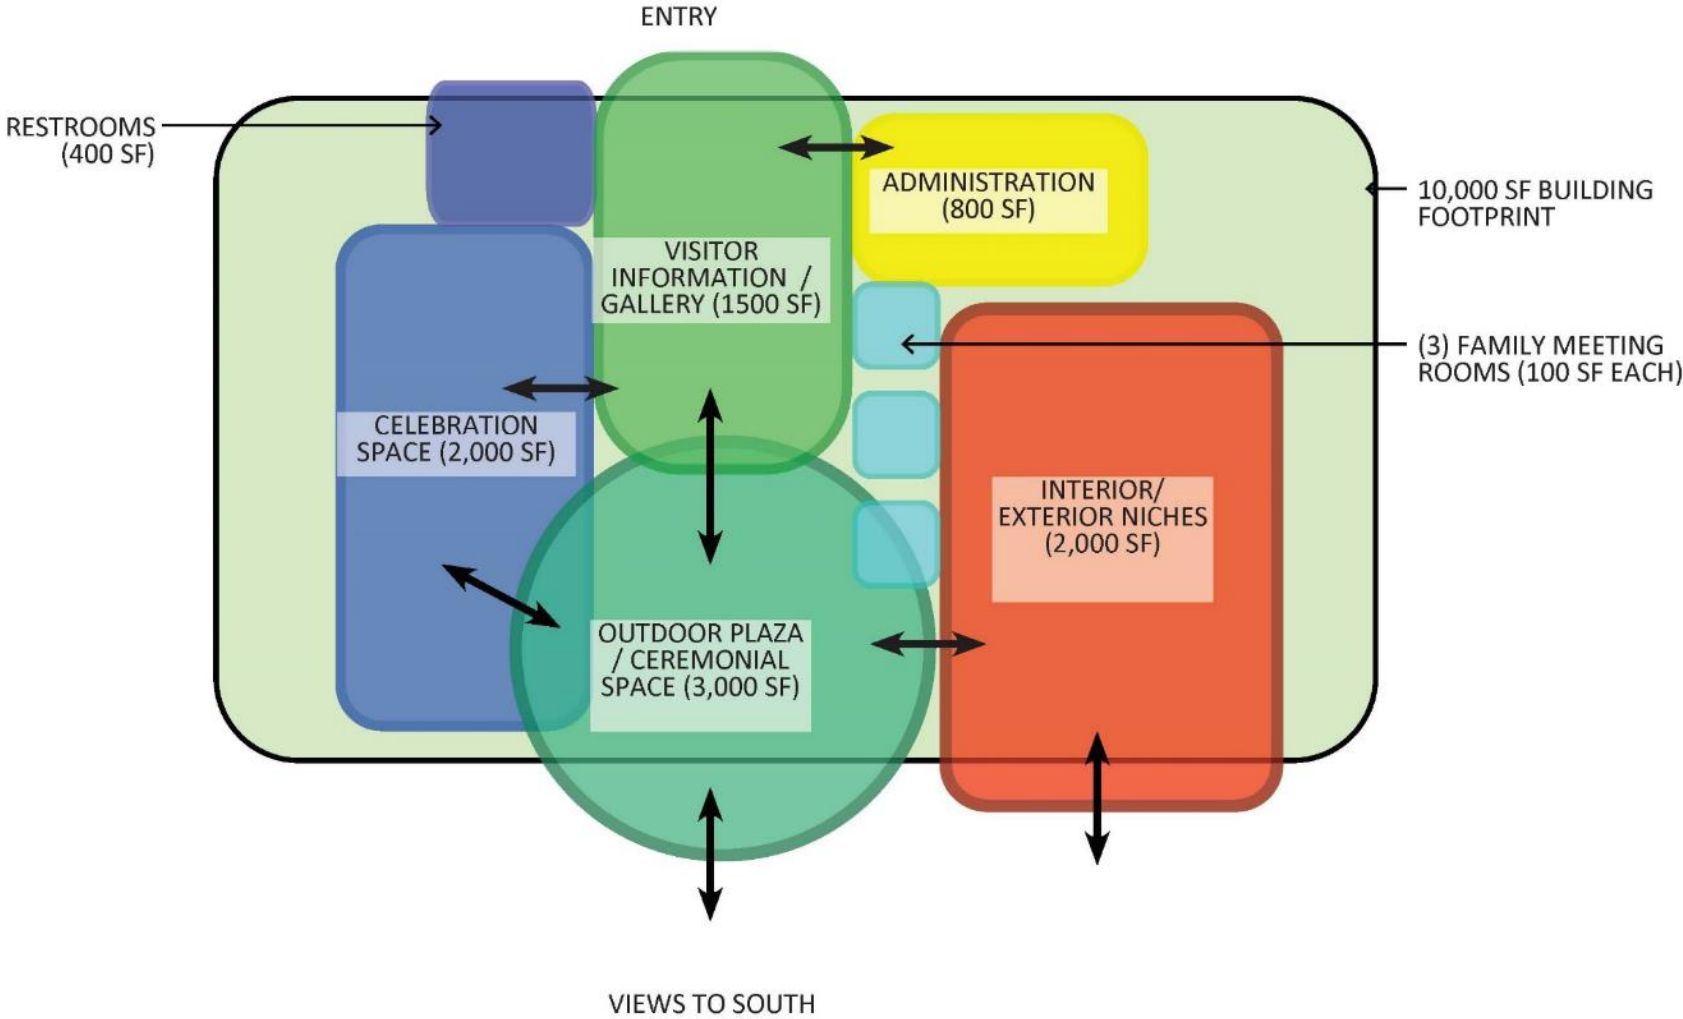 ENTRY
RESTROOMS
(400 SF)
ADMINISTRATION
(800 SF)
10,000 SF BUILDING
FOOTPRINT
VISITOR
INFORMATION /
GALLERY (1500 SF)
(3) FAMILY MEETING
ROOMS (100 SF EACH)
CELEBRATION
SPACE (2,000 SF)
INTERIOR/
EXTERIOR NICHES
(2,000 SF)
OUTDOOR PLAZA
/ CEREMONIAL
SPACE (3,000 SF)
VIEWS TO SOUTH